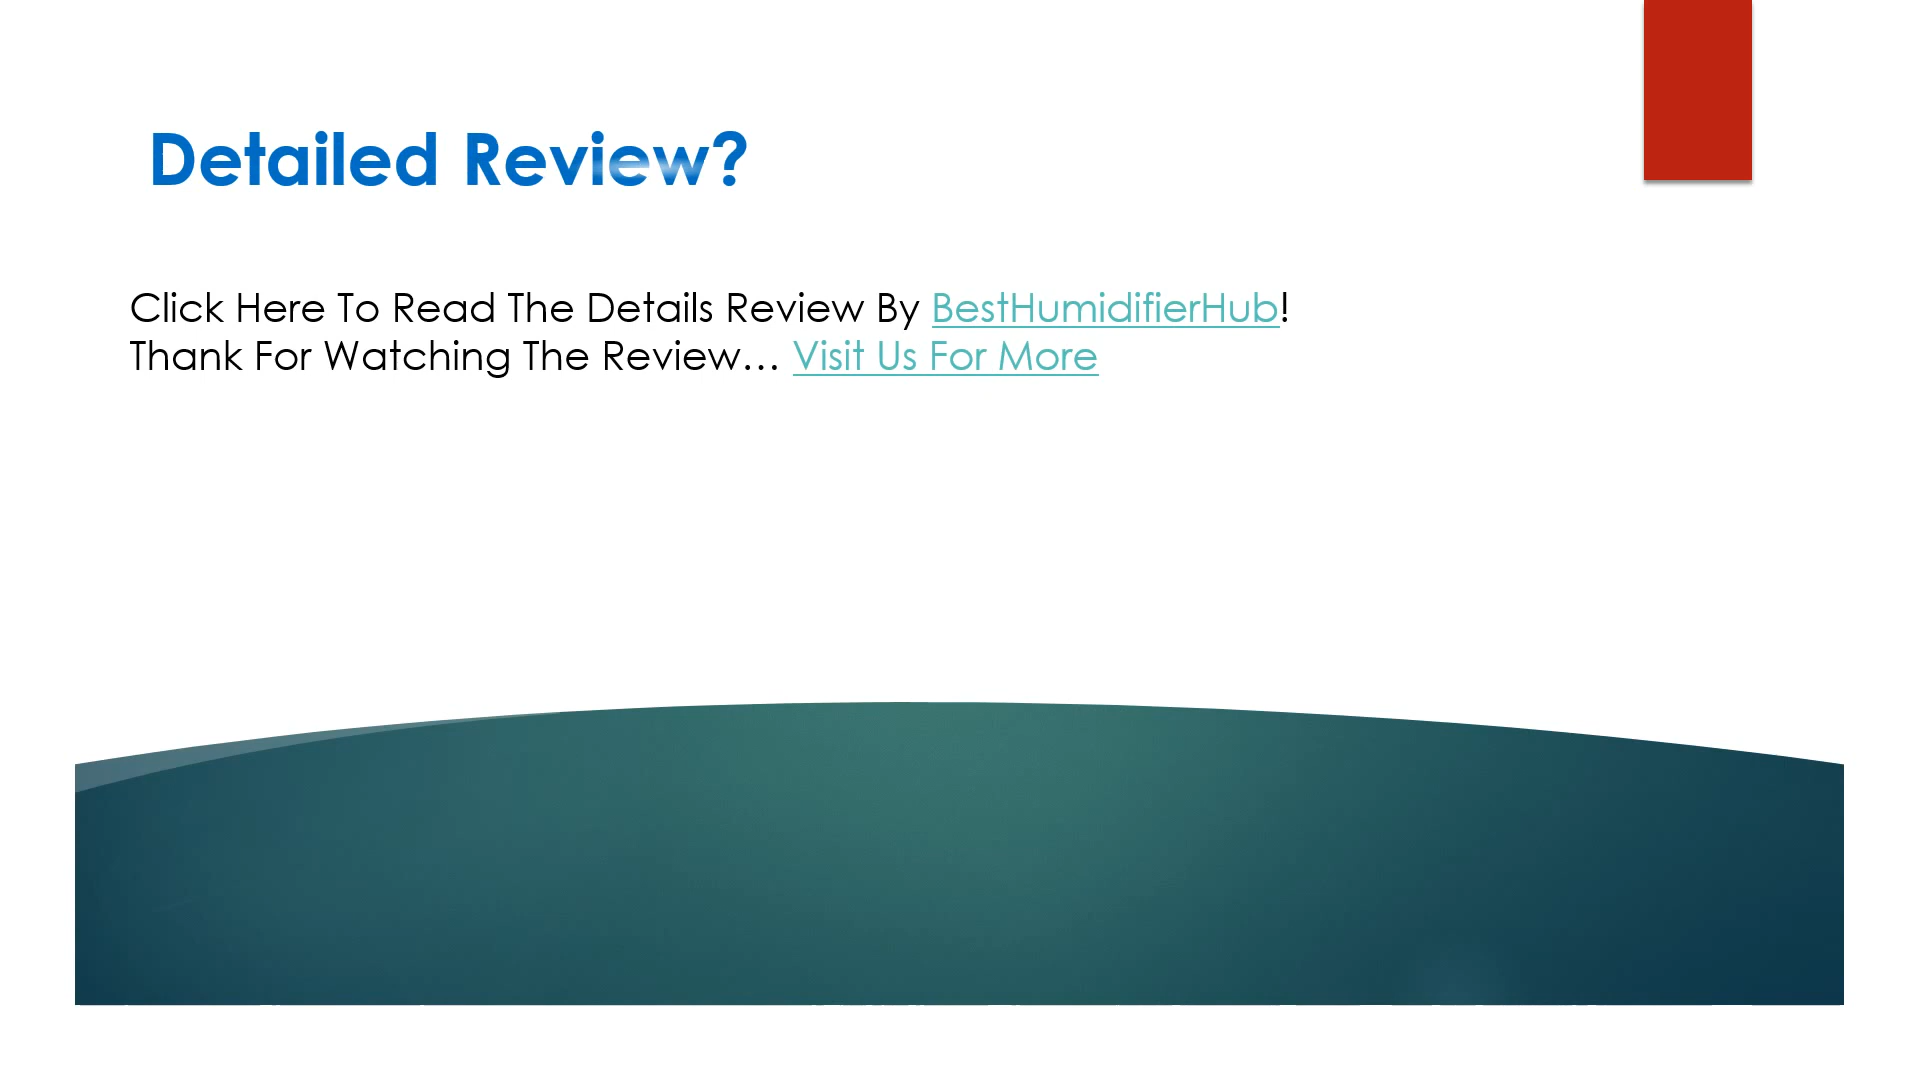 Detailed Review?
Click Here To Read The Details Review By BestHumidifierHub!
Thank For Watching The Review… Visit Us For More